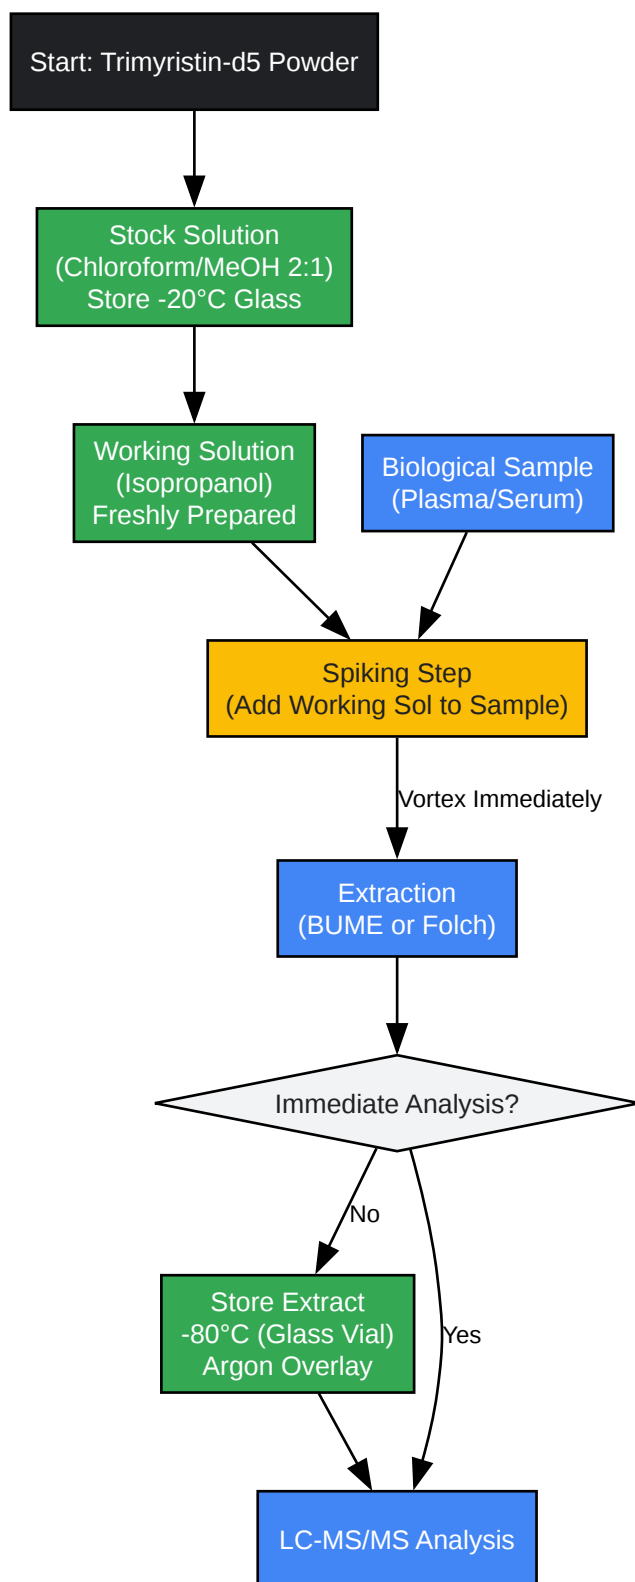 Start: Trimyristin-d5 Powder
Stock Solution
(Chloroform/MeOH 2:1)
Store -20°C Glass
Working Solution
(Isopropanol)
Freshly Prepared
Biological Sample
(Plasma/Serum)
Spiking Step
(Add Working Sol to Sample)
Vortex Immediately
Extraction
(BUME or Folch)
Immediate Analysis?
No
Store Extract
-80°C (Glass Vial)
Argon Overlay
Yes
LC-MS/MS Analysis